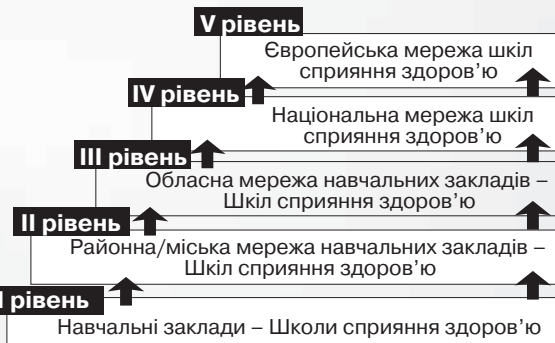 V рівень
Європейська мережа шкіл
сприяння здоров’ю
IV рівень
Національна мережа шкіл
сприяння здоров’ю
III рівень
Обласна мережа навчальних закладів –
Шкіл сприяння здоров’ю
II рівень
Районна/міська мережа навчальних закладів –
Шкіл сприяння здоров’ю
I рівень
Навчальні заклади – Школи сприяння здоров’ю